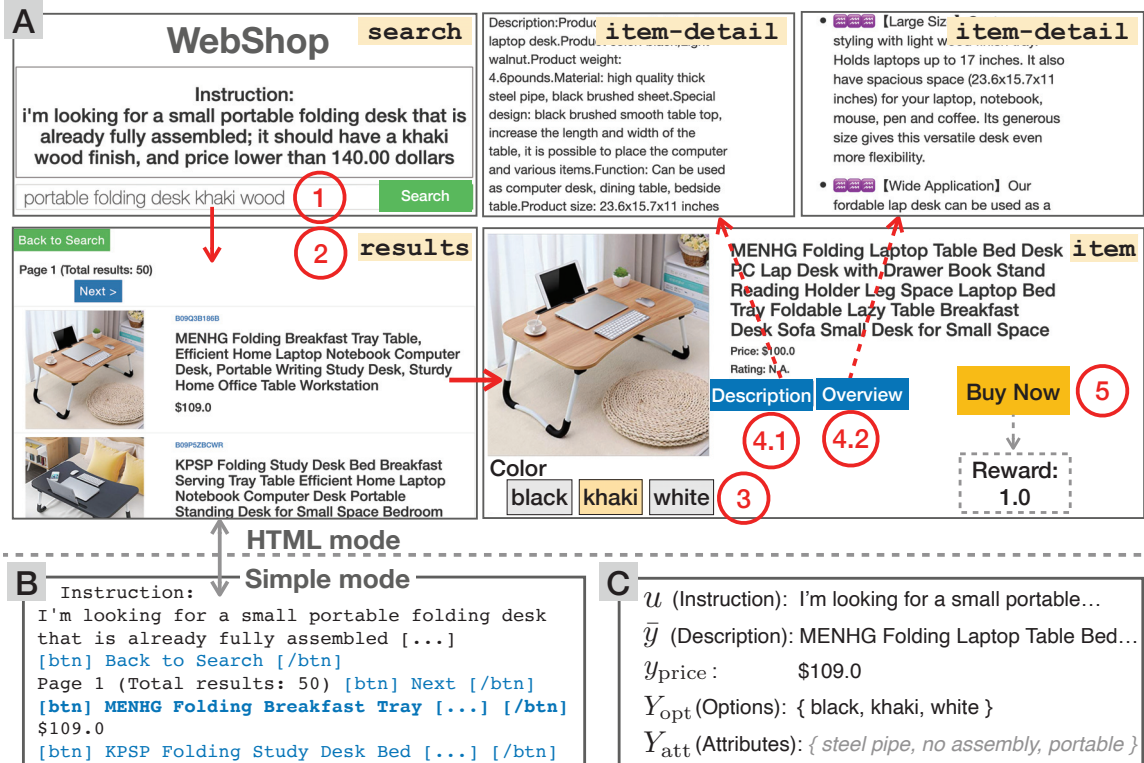 A
WebShop
search
Instruction:
i'm looking for a small portable folding desk that is
already fully assembled; it should have a khaki
wood finish, and price lower than 140.00 dollars
portable folding desk khaki wood
1
Search
item-detail
Description:Produc
laptop desk.Produc
walnut.Product weight:
4.6pounds.Material: high quality thick
steel pipe, black brushed sheet.Special
design: black brushed smooth table top,
increase the length and width of the
table, it is possible to place the computer
and various items.Function: Can be used
as computer desk, dining table, bedside
table.Product size: 23.6x15.7x11 inches
item-detail
【Large Siz
styling with light w
Holds laptops up to 17 inches. It also
have spacious space (23.6x15.7x11
inches) for your laptop, notebook,
mouse, pen and coffee. Its generous
size gives this versatile desk even
more flexibility.
【Wide Application】Our
fordable lap desk can be used as a
Back to Search
2
results
Page 1 (Total results: 50)
Next >
B09Q3B186B
MENHG Folding Breakfast Tray Table,
Efficient Home Laptop Notebook Computer
Desk, Portable Writing Study Desk, Sturdy
Home Office Table Workstation
$109.0
B09P5ZBCWR
KPSP Folding Study Desk Bed Breakfast
Serving Tray Table Efficient Home Laptop
Notebook Computer Desk Portable
Standing Desk for Small Space Bedroom
item
MENHG Folding Laptop Table Bed Desk
PC Lap Desk with Drawer Book Stand
Reading Holder Leg Space Laptop Bed
Tray Foldable Lazy Table Breakfast
Desk Sofa Small Desk for Small Space
Price: $100.0
Rating: N.A.
Description
Overview
4.1
4.2
Buy Now
5
Reward:
1.0
Color
black khaki white
3
HTML mode
Simple mode
B
Instruction:
I'm looking for a small portable folding desk
that is already fully assembled [...]
[btn] Back to Search [/btn]
Page 1 (Total results: 50) [btn] Next [/btn]
[btn] MENHG Folding Breakfast Tray [...] [/btn]
$109.0
[btn] KPSP Folding Study Desk Bed [...] [/btn]
C
u (Instruction): I'm looking for a small portable...
ȳ (Description): MENHG Folding Laptop Table Bed...
y_price : $109.0
Y_opt (Options): { black, khaki, white }
Y_att (Attributes): { steel pipe, no assembly, portable }